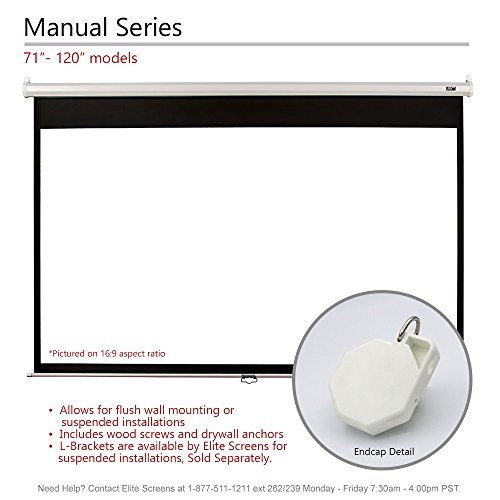 Manual Series
71”- 120” models
*Pictured on 16:9 aspect ratio
• Allows for flush wall mounting or
suspended installations
• Includes wood screws and drywall anchors
• L-Brackets are available by Elite Screens for
suspended installations, Sold Separately.
Endcap Detail
Need Help? Contact Elite Screens at 1-877-511-1211 ext 262/239 Monday - Friday 7:30am - 4:00pm PST.